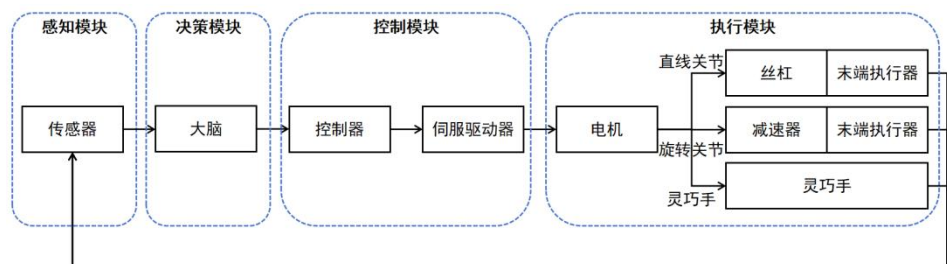 感知模块
决策模块
控制模块
执行模块
传感器
大脑
控制器
伺服驱动器
电机
直线关节
丝杠
末端执行器
旋转关节
减速器
末端执行器
灵巧手
灵巧手